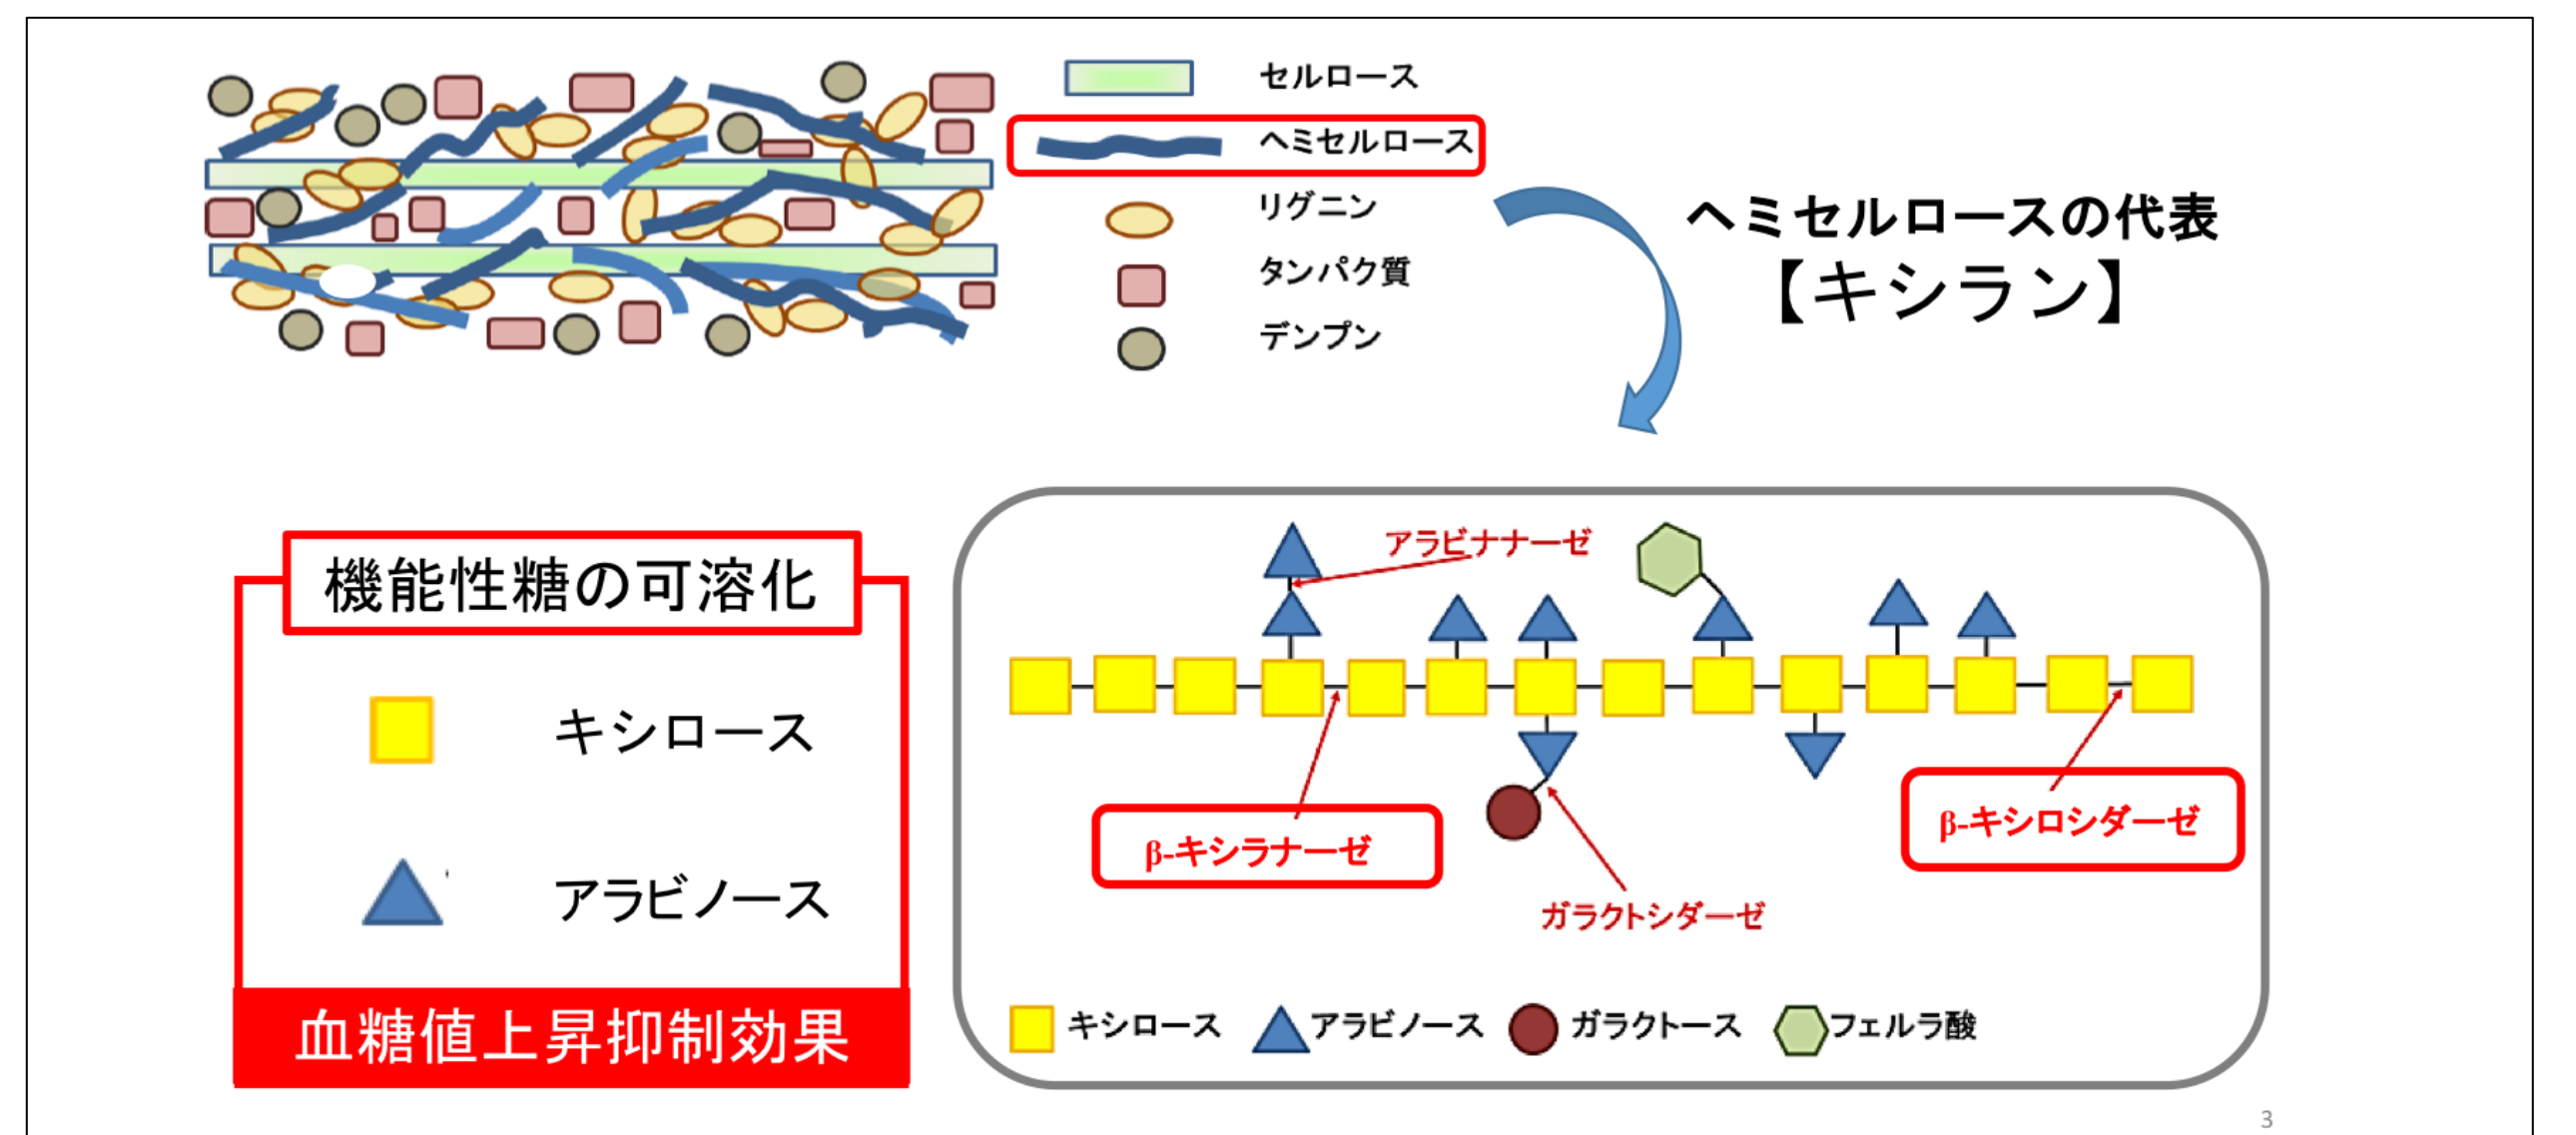 セルロース
ヘミセルロース
リグニン
タンパク質
デンプン
ヘミセルロースの代表
【キシラン】
機能性糖の可溶化
キシロース
アラビノース
血糖値上昇抑制効果
アラビナナーゼ
β-キシラナーゼ
β-キシロシダーゼ
ガラクトシダーゼ
キシロース
アラビノース
ガラクトース
フェルラ酸
3